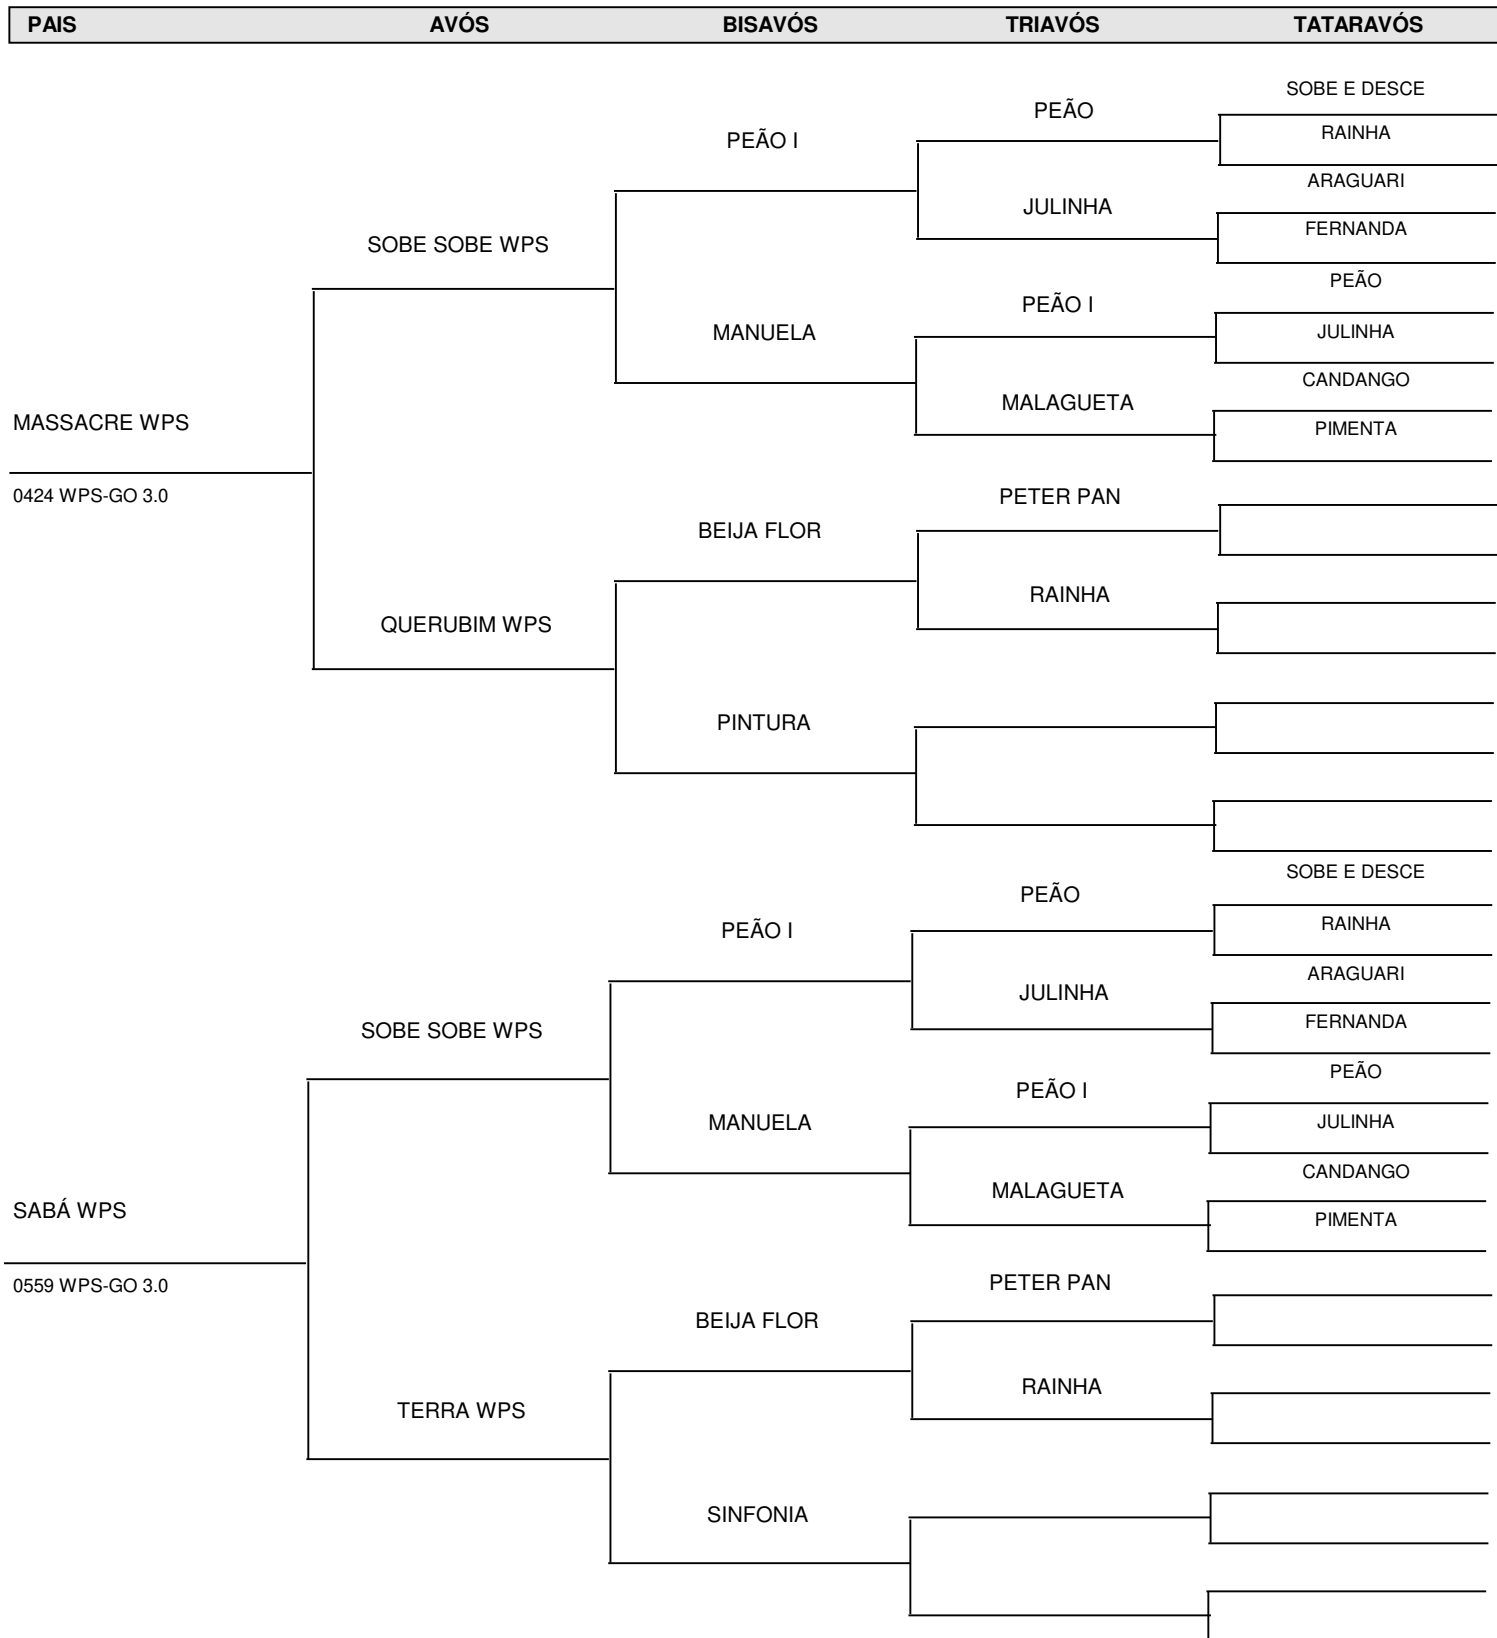 PAIS AVÓS BISAVÓS TRIAVÓS TATARAVÓS
SOBE E DESCE
PEÃO
RAINHA
PEÃO I
ARAGUARI
JULINHA
FERNANDA
SOBE SOBE WPS
PEÃO
PEÃO I
JULINHA
MANUELA
CANDANGO
MALAGUETA
PIMENTA
MASSACRE WPS
0424 WPS-GO 3.0
PETER PAN
BEIJA FLOR
RAINHA
QUERUBIM WPS
PINTURA
SOBE E DESCE
PEÃO
RAINHA
PEÃO I
ARAGUARI
JULINHA
FERNANDA
SOBE SOBE WPS
PEÃO
PEÃO I
JULINHA
MANUELA
CANDANGO
MALAGUETA
PIMENTA
SABÁ WPS
0559 WPS-GO 3.0
PETER PAN
BEIJA FLOR
RAINHA
TERRA WPS
SINFONIA